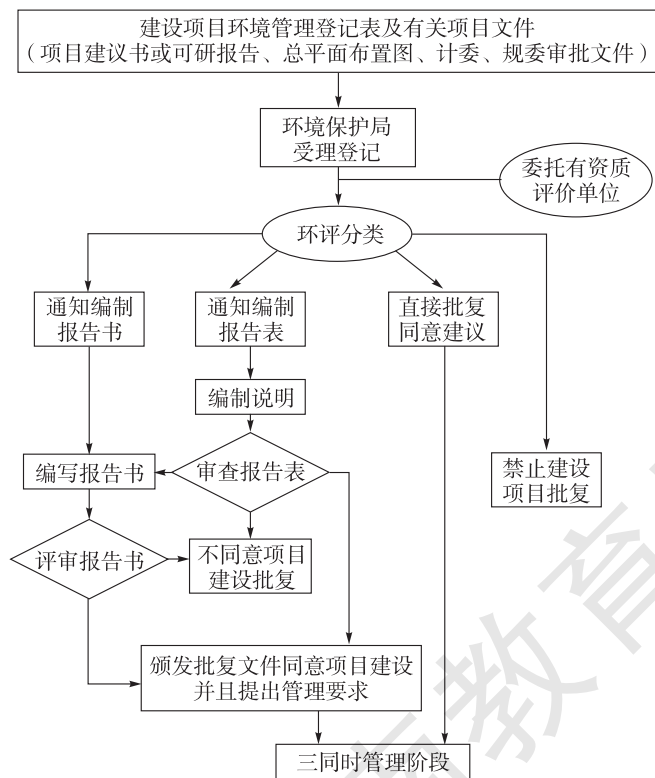 建设项目环境管理登记表及有关项目文件
（项目建议书或可研报告、总平面布置图、计委、规委审批文件）
环境保护局
受理登记
委托有资质
评价单位
环评分类
通知编制
报告书
通知编制
报告表
直接批复
同意建议
编制说明
编写报告书
审查报告表
禁止建设
项目批复
评审报告书
不同意项目
建设批复
颁发批复文件同意项目建设
并且提出管理要求
三同时管理阶段
教育